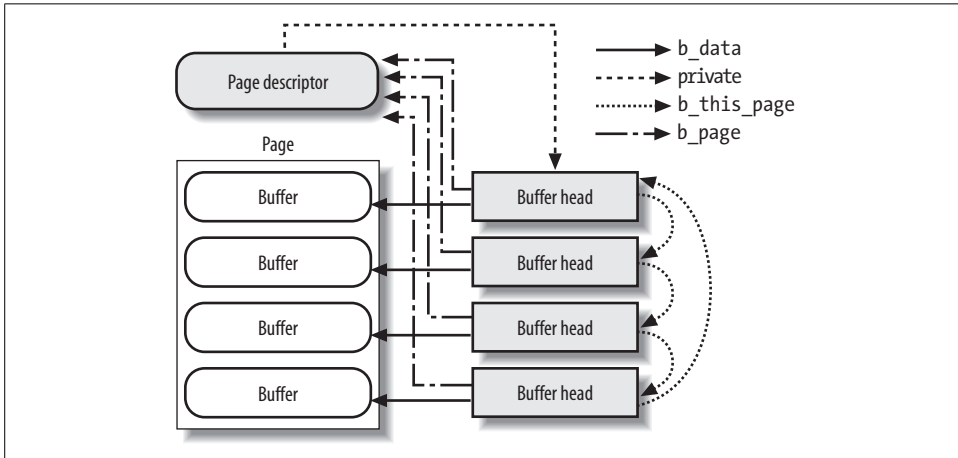 Page descriptor
Page
Buffer
Buffer
Buffer
Buffer
Buffer head
Buffer head
Buffer head
Buffer head
b_data
private
b_this_page
b_page